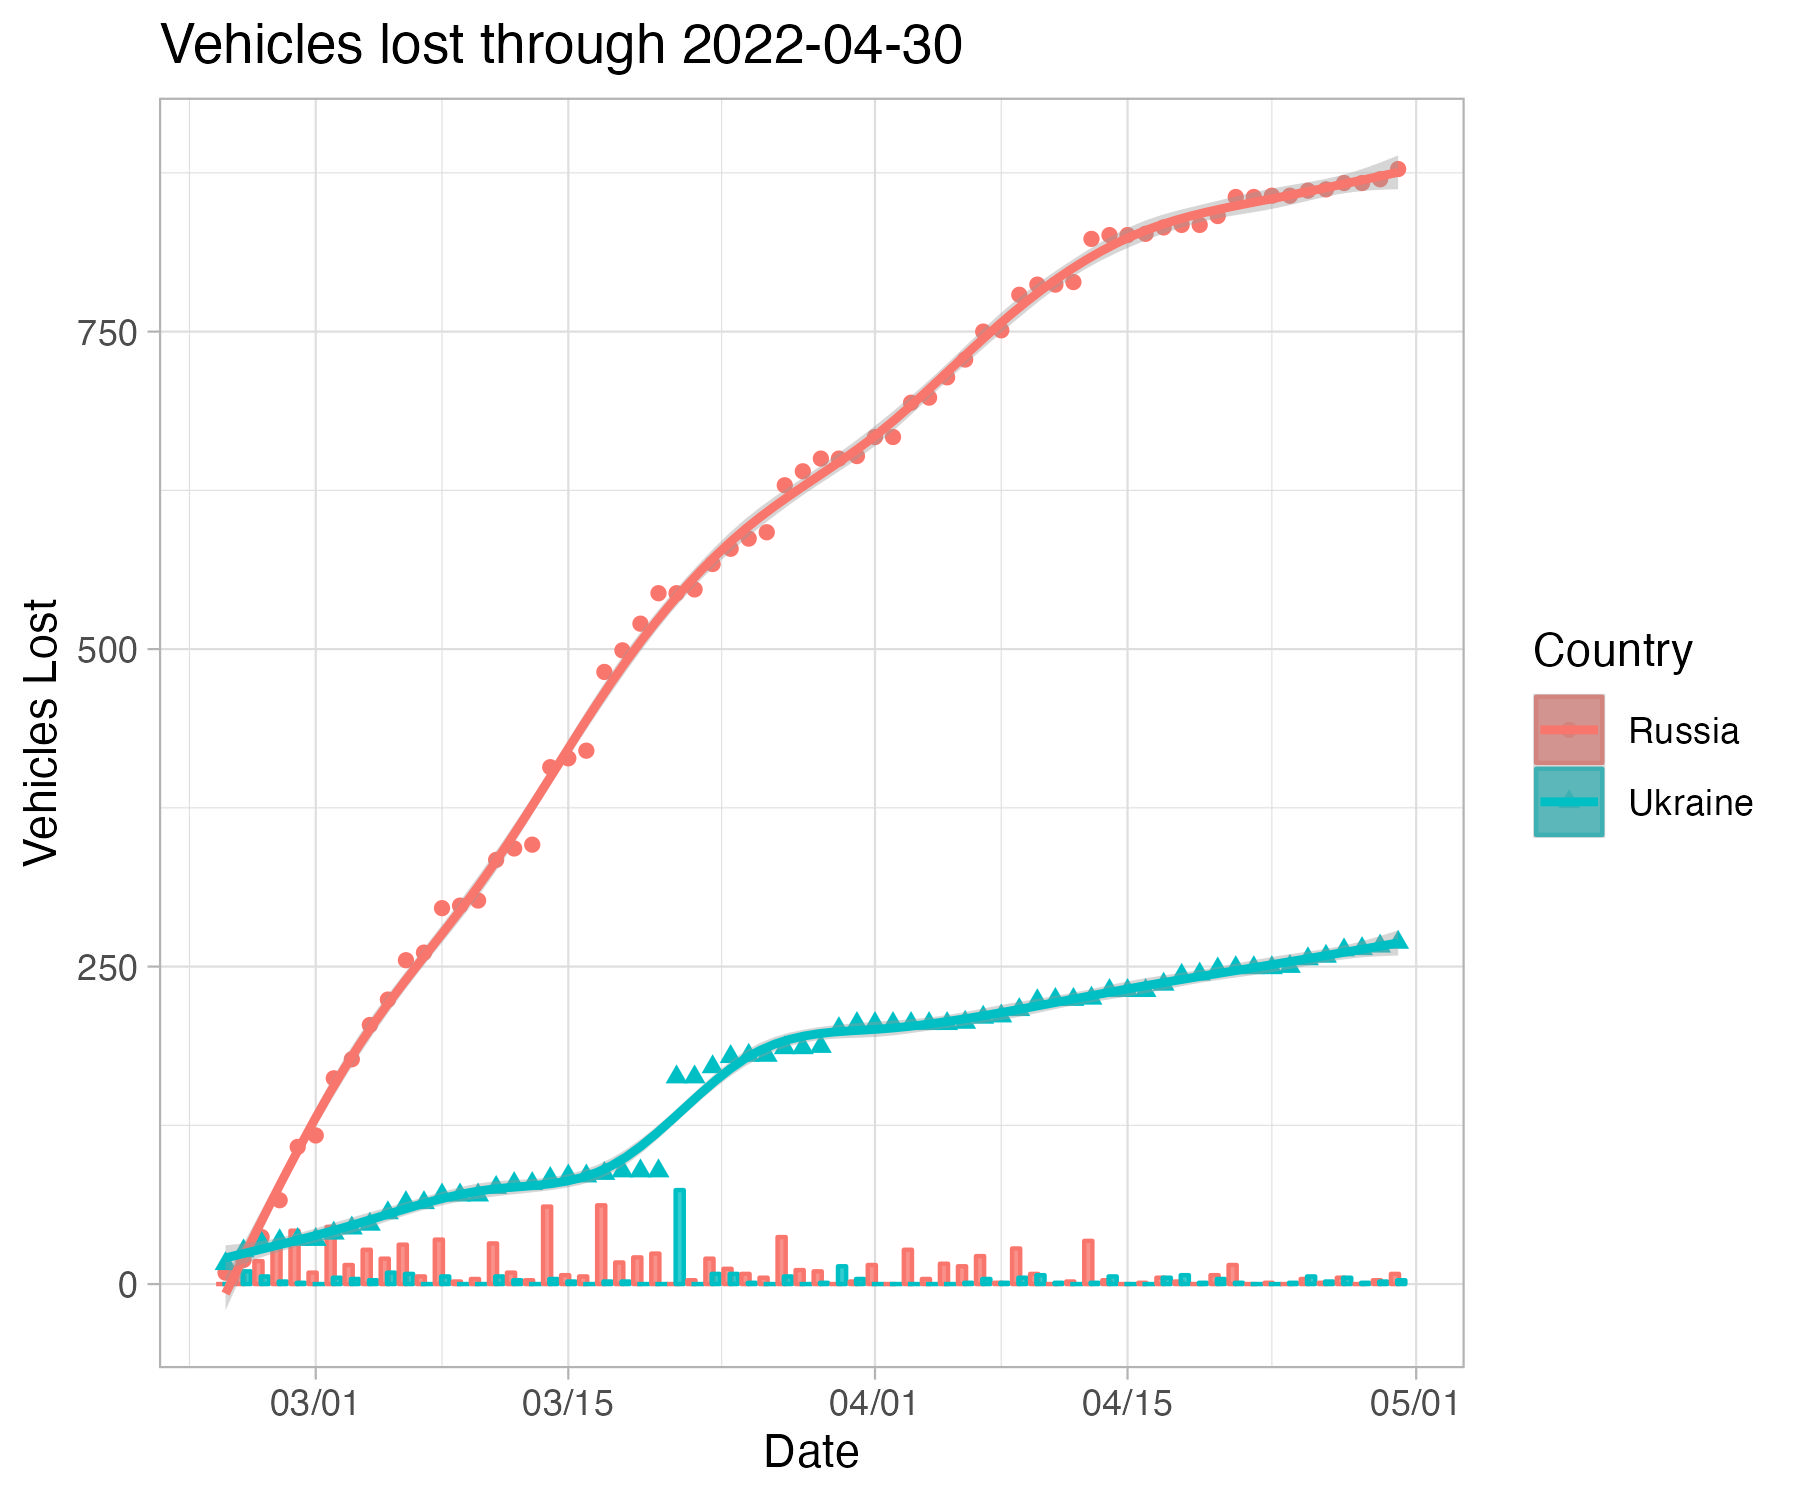 Vehicles lost through 2022-04-30
Vehicles Lost
750
500
250
0
03/01
03/15
04/01
04/15
05/01
Date
Country
Russia
Ukraine